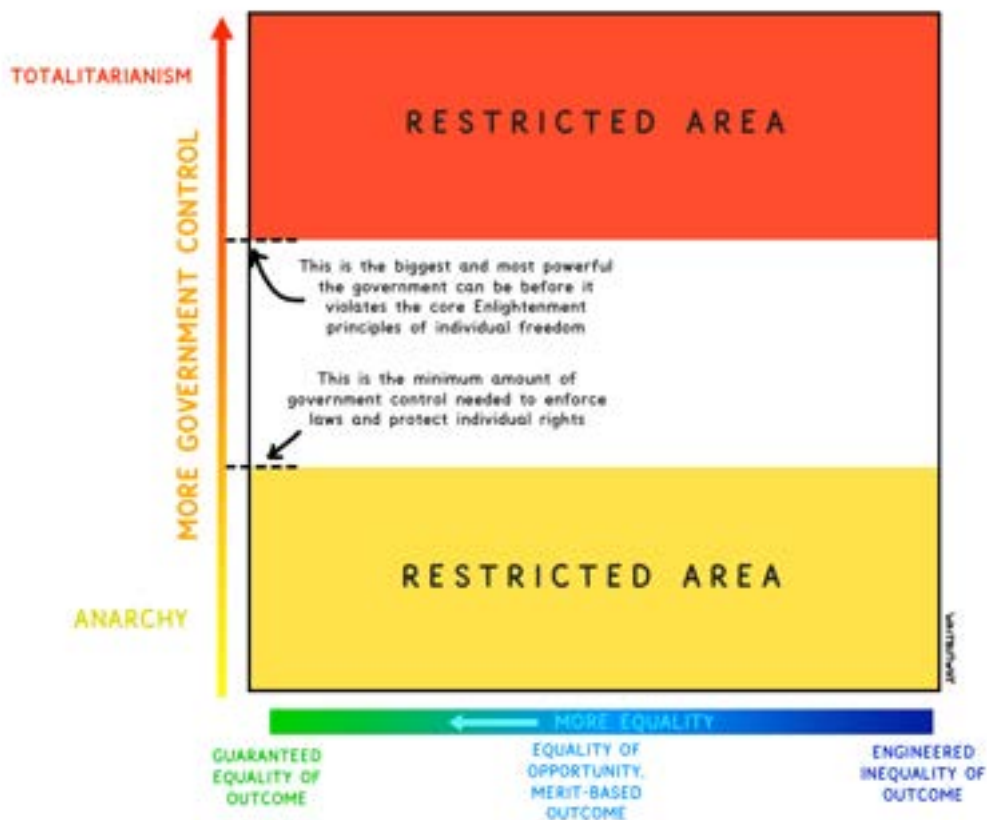 TOTALITARIANISM
RESTRICTED AREA
MORE GOVERNMENT CONTROL
This is the biggest and most powerful
the government can be before it
violates the core Enlightenment
principles of individual freedom
This is the minimum amount of
government control needed to enforce
laws and protect individual rights
RESTRICTED AREA
ANARCHY
MORE EQUALITY
GUARANTEED
EQUALITY OF
OUTCOME
EQUALITY OF
OPPORTUNITY,
MERIT-BASED
OUTCOME
ENGINEERED
INEQUALITY OF
OUTCOME